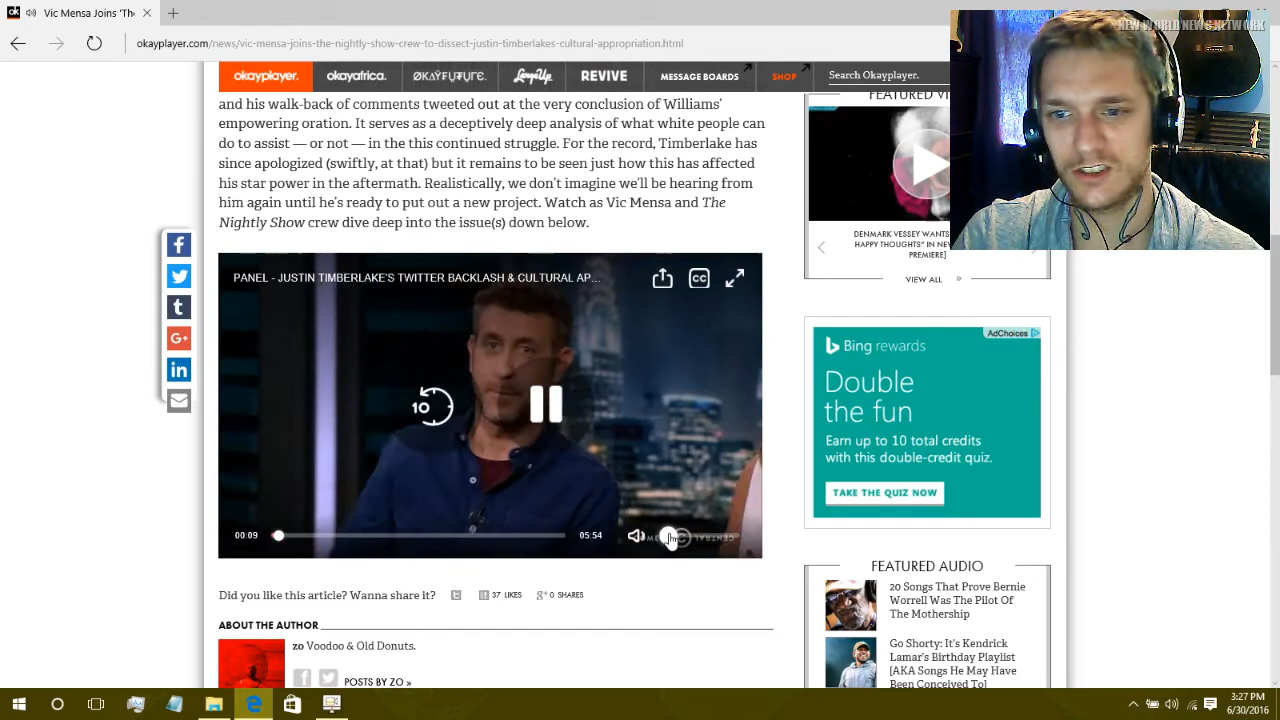 ok Vic Mensa Joins 'The
NEW WORLD NEWS NETWORK
okayplayer.com/news/vic-mensa-joins-the-nightly-show-crew-to-dissect-justin-timberlakes-cultural-appropriation.html
okayplayer. okayafrica. OKAYFUTURE. LargeUp REVIVE MESSAGE BOARDS SHOP Search Okayplayer.
and his walk-back of comments tweeted out at the very conclusion of Williams'
empowering oration. It serves as a deceptively deep analysis of what white people can
do to assist — or not — in the this continued struggle. For the record, Timberlake has
since apologized (swiftly, at that) but it remains to be seen just how this has affected
his star power in the aftermath. Realistically, we don't imagine we'll be hearing from
him again until he's ready to put out a new project. Watch as Vic Mensa and The
Nightly Show crew dive deep into the issue(s) down below.
PANEL - JUSTIN TIMBERLAKE'S TWITTER BACKLASH & CULTURAL AP...
CC
10
00:09
05:54
CENTRAL
Did you like this article? Wanna share it? 37 LIKES 0 SHARES
ABOUT THE AUTHOR
zo Voodoo & Old Donuts.
POSTS BY ZO »
FEATURED VI
DENMARK VESSEY WANTS
HAPPY THOUGHTS" IN NEW
PREMIERE]
VIEW ALL »
AdChoices
Bing rewards
Double
the fun
Earn up to 10 total credits
with this double-credit quiz.
TAKE THE QUIZ NOW
FEATURED AUDIO
20 Songs That Prove Bernie
Worrell Was The Pilot Of
The Mothership
Go Shorty: It's Kendrick
Lamar's Birthday Playlist
[AKA Songs He May Have
Been Conceived To]
3:27 PM
6/30/2016